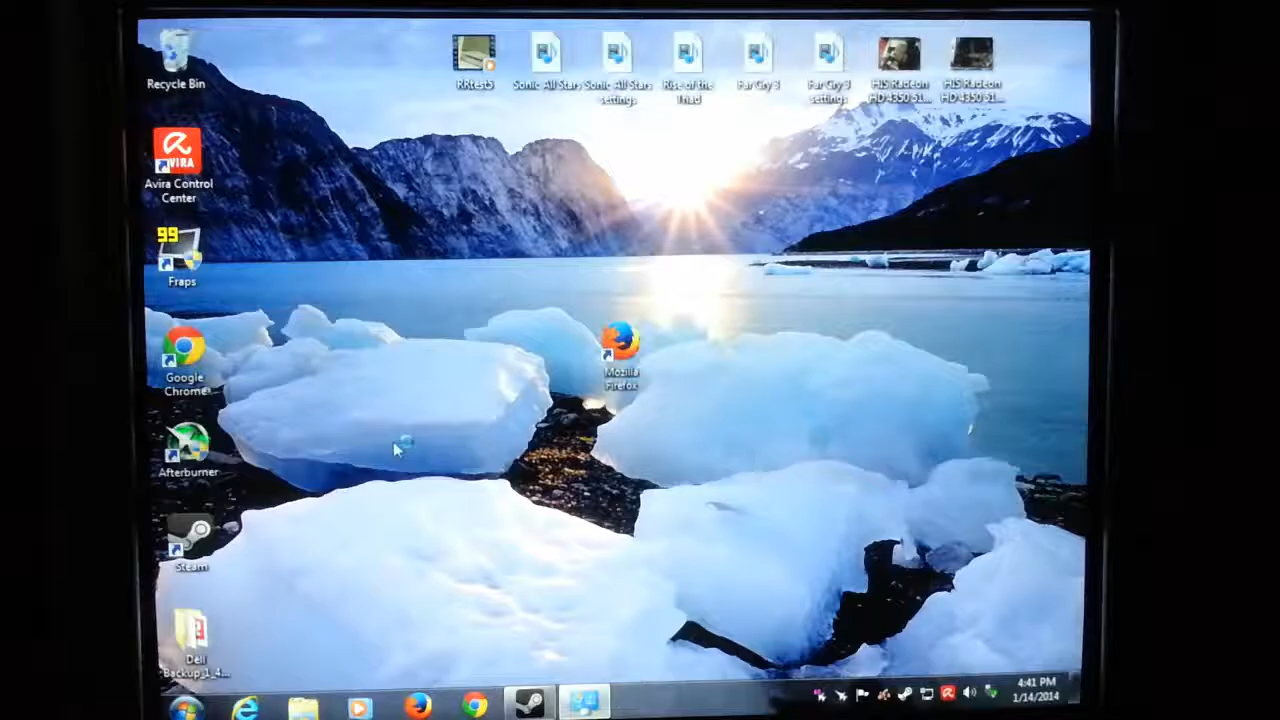 Recycle Bin
RRtest5
Sonic All Stars
Sonic All Stars
settings
Rise of the
Triad
Far Cry 3
Far Cry 3
settings
HIS Radeon
HD 4350 51...
HIS Radeon
HD 4350 51...
AVIRA
Avira Control
Center
99
Fraps
Google
Chrome
Mozilla
Firefox
Afterburner
Steam
Dell
Backup_1_4...
4:41 PM
1/14/2014